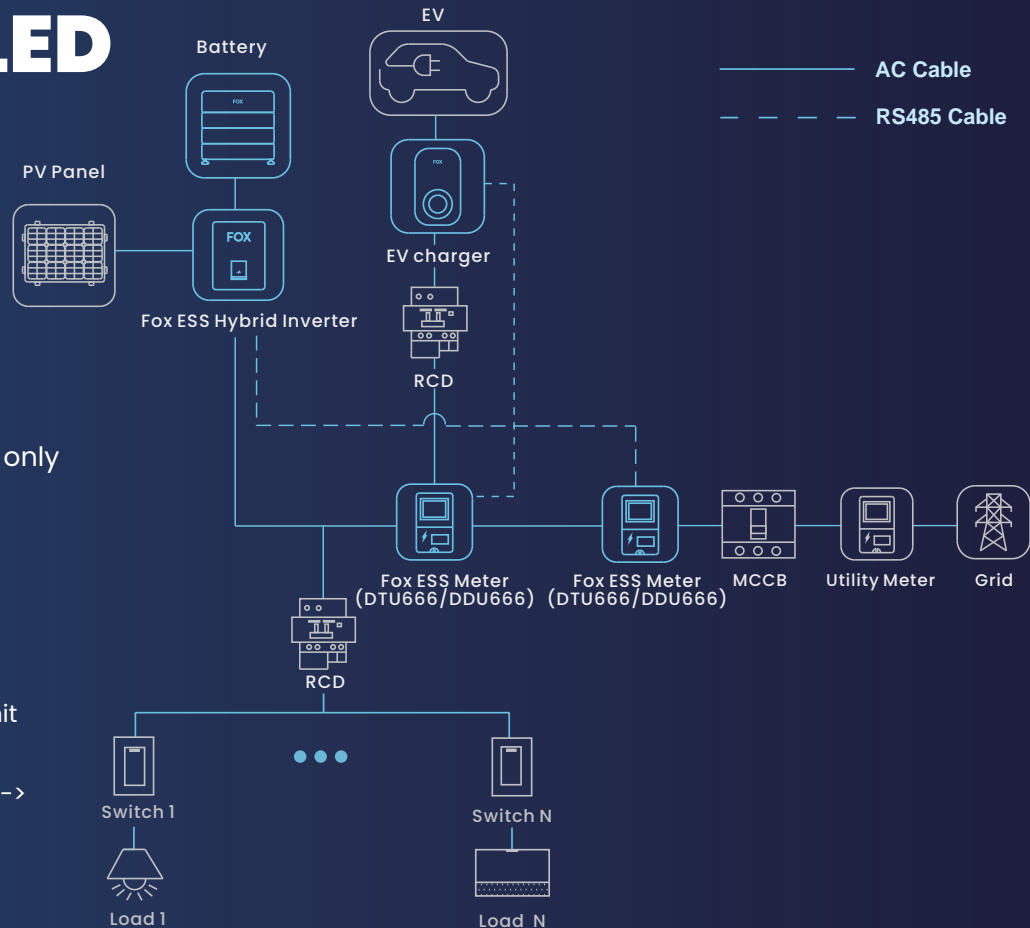 LED
EV
Battery
AC Cable
RS485 Cable
FOX
FOX
PV Panel
FOX
EV charger
Fox ESS Hybrid Inverter
RCD
only
Fox ESS Meter
(DTU666/DDU666)
Fox ESS Meter
(DTU666/DDU666)
MCCB
Utility Meter
Grid
RCD
it
->
Switch 1
Switch N
Load 1
Load N